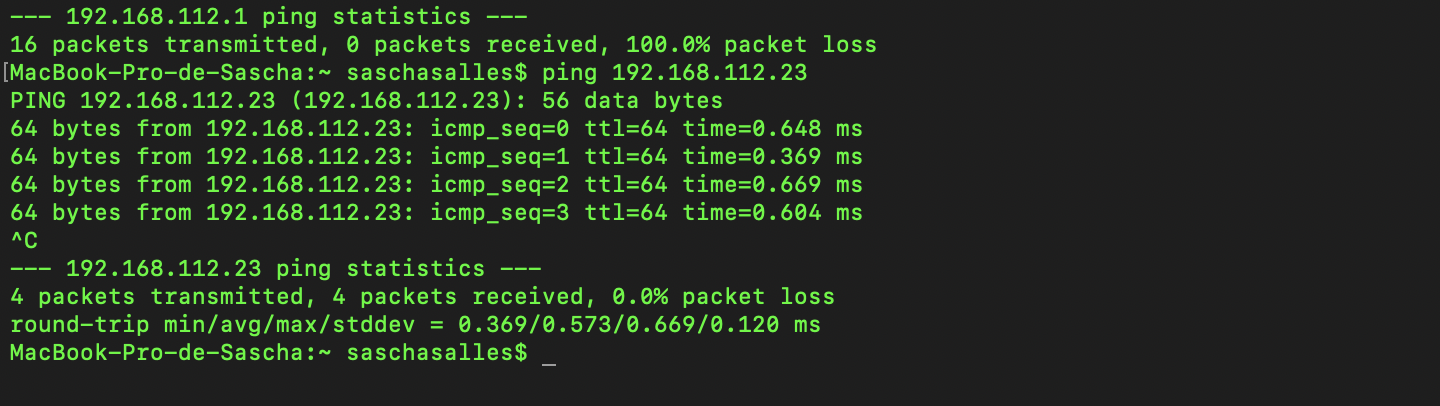 --- 192.168.112.1 ping statistics ---
16 packets transmitted, 0 packets received, 100.0% packet loss
[MacBook-Pro-de-Sascha:~ saschasalles$ ping 192.168.112.23
PING 192.168.112.23 (192.168.112.23): 56 data bytes
64 bytes from 192.168.112.23: icmp_seq=0 ttl=64 time=0.648 ms
64 bytes from 192.168.112.23: icmp_seq=1 ttl=64 time=0.369 ms
64 bytes from 192.168.112.23: icmp_seq=2 ttl=64 time=0.669 ms
64 bytes from 192.168.112.23: icmp_seq=3 ttl=64 time=0.604 ms
^C
--- 192.168.112.23 ping statistics ---
4 packets transmitted, 4 packets received, 0.0% packet loss
round-trip min/avg/max/stddev = 0.369/0.573/0.669/0.120 ms
MacBook-Pro-de-Sascha:~ saschasalles$ _